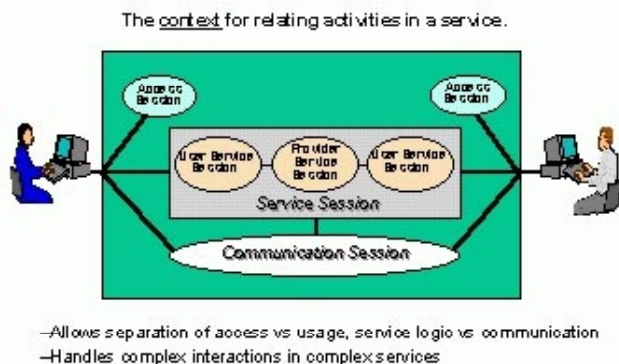 The context for relating activities in a service.
Access
Session
Access
Session
User Service
Session
Provider
Service
Session
User Service
Session
Service Session
Communication Session
–Allows separation of access vs usage, service logic vs communication
–Handles complex interactions in complex services